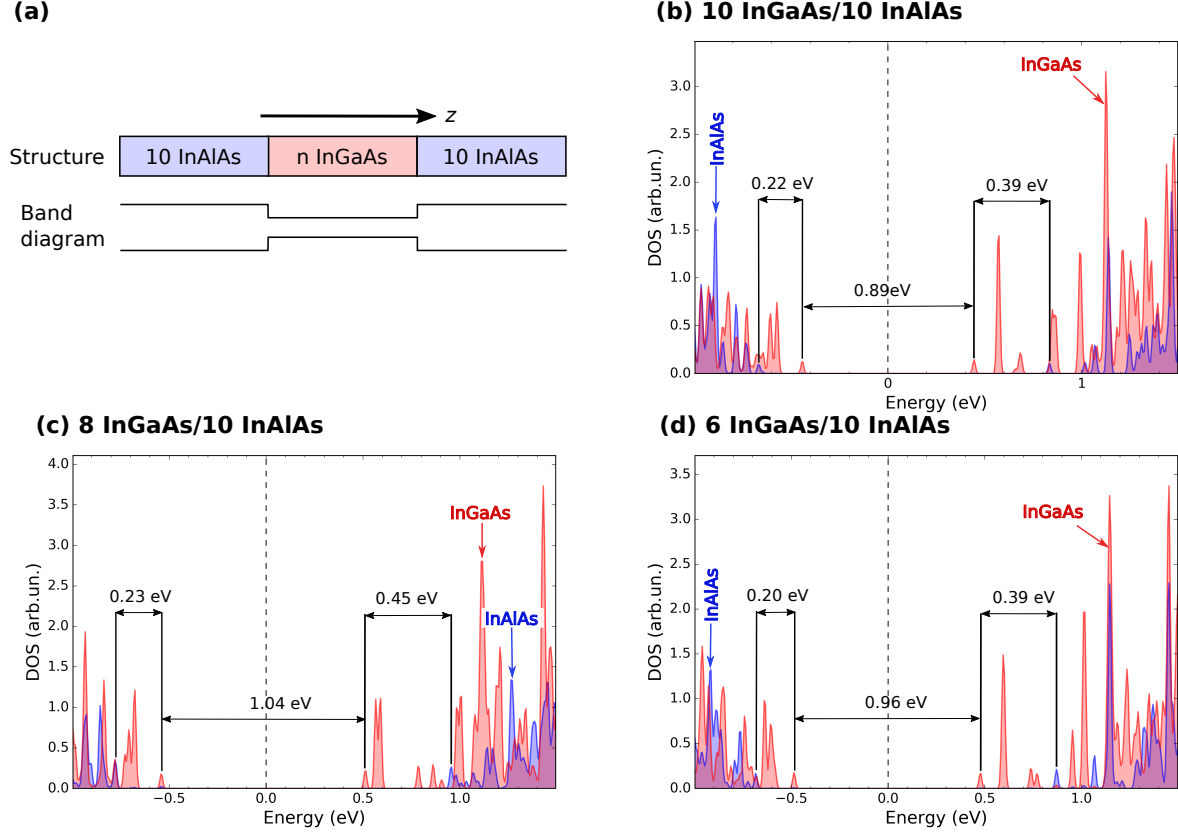 (a)
z
Structure
10 InAlAs
n InGaAs
10 InAlAs
Band
diagram
(b) 10 InGaAs/10 InAlAs
DOS (arb.un.)
3.0
2.5
2.0
1.5
1.0
0.5
0.0
InAlAs
InGaAs
0.22 eV
0.39 eV
0.89eV
0
1
Energy (eV)
(c) 8 InGaAs/10 InAlAs
DOS (arb.un.)
4.0
3.5
3.0
2.5
2.0
1.5
1.0
0.5
0.0
InGaAs
InAlAs
0.23 eV
0.45 eV
1.04 eV
−0.5
0.0
0.5
1.0
Energy (eV)
(d) 6 InGaAs/10 InAlAs
DOS (arb.un.)
3.5
3.0
2.5
2.0
1.5
1.0
0.5
0.0
InAlAs
InGaAs
0.20 eV
0.39 eV
0.96 eV
−0.5
0
0.5
1.0
Energy (eV)